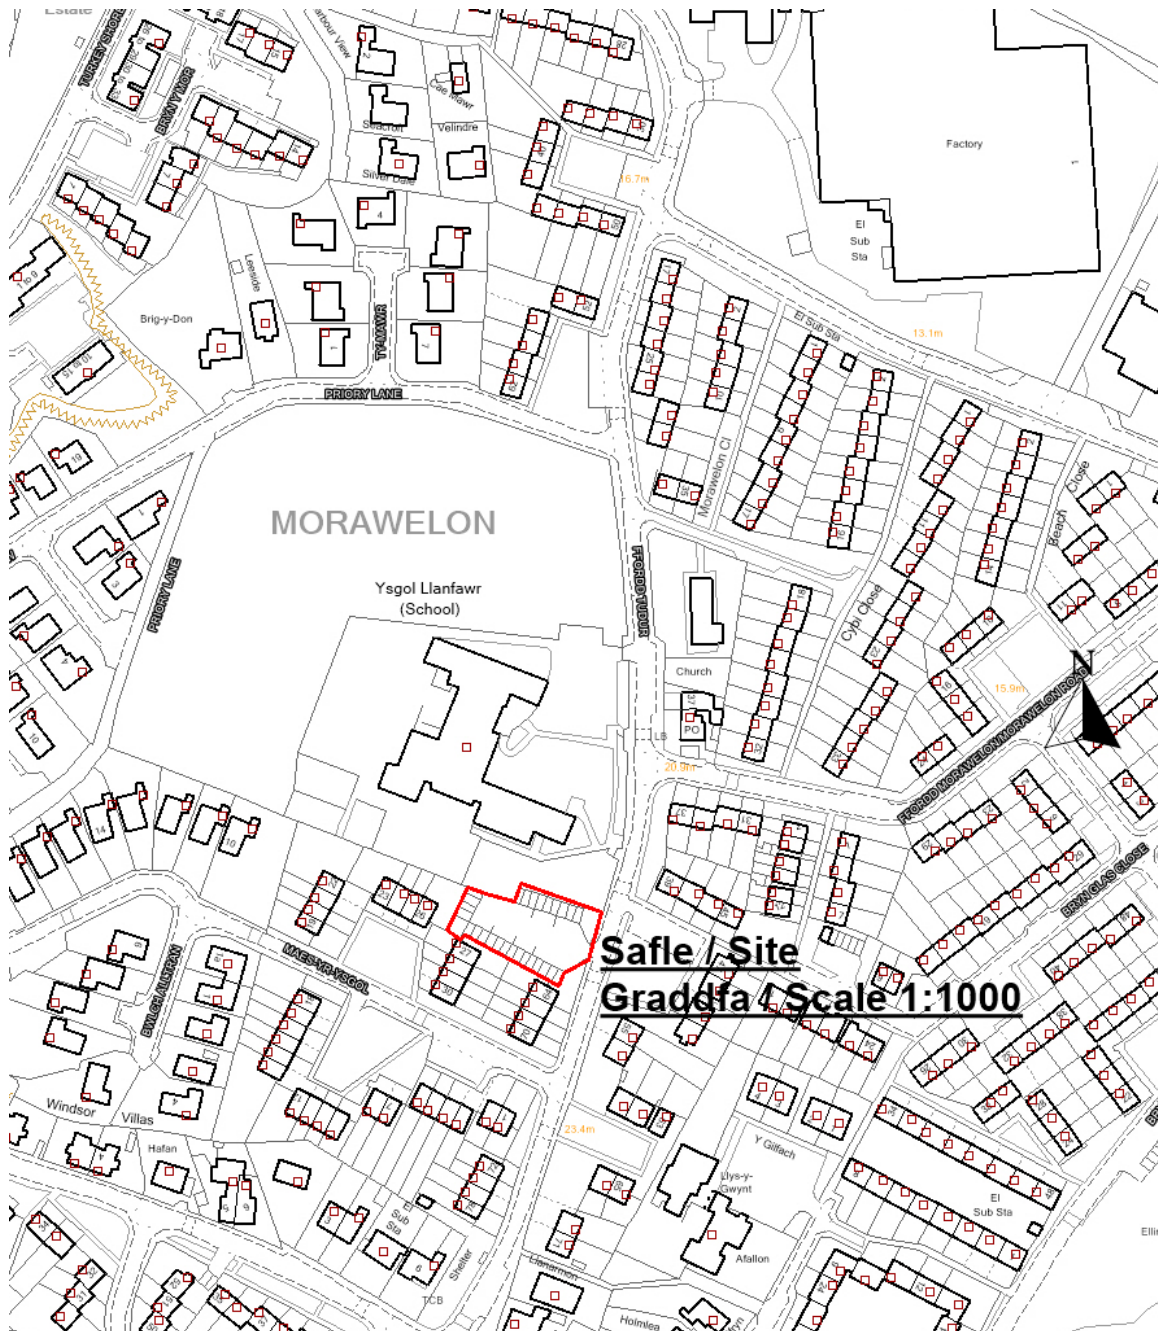 Estate
TURKEY SHORE
BRYN Y MOR
Harbour View
Cae Mawr
Seacroft
Velindre
Silver Dale
16.7m
Factory
El
Sub
Sta
Leeside
Brig-y-Don
TY-MAWR
PRIORY LANE
El Sub Sta
13.1m
Morawelon Cl
MORAWELON
Ysgol Llanfawr
(School)
PRIORY LANE
FFORDD TUDUR
Cybi Close
Beach Close
Church
PO
LB
20.9m
15.9m
N
FFORDD MORAWELON/MORAWELON ROAD
BRYN GLAS CLOSE
MAES-YR-YSGOL
BWLCH ALLTRAN
Safle / Site
Graddfa / Scale 1:1000
Windsor Villas
Hafan
23.4m
Y Gilfach
Llys-y-
Gwynt
El
Sub Sta
El
Sub
Sta
Shelter
TCB
Llanarmon
Afallon
Holmlea